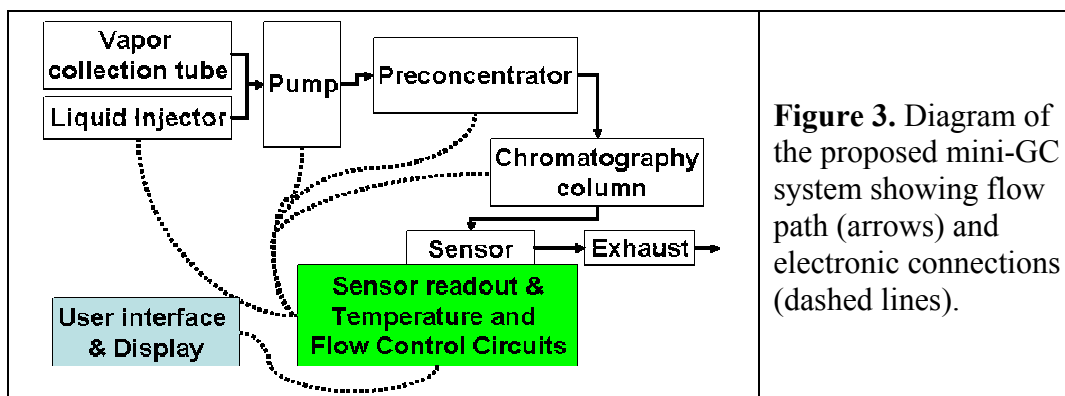 Vapor
collection tube
Liquid Injector
Pump
Preconcentrator
Chromatography
column
Sensor
Exhaust
Sensor readout &
Temperature and
Flow Control Circuits
User interface
& Display
Figure 3. Diagram of
the proposed mini-GC
system showing flow
path (arrows) and
electronic connections
(dashed lines).